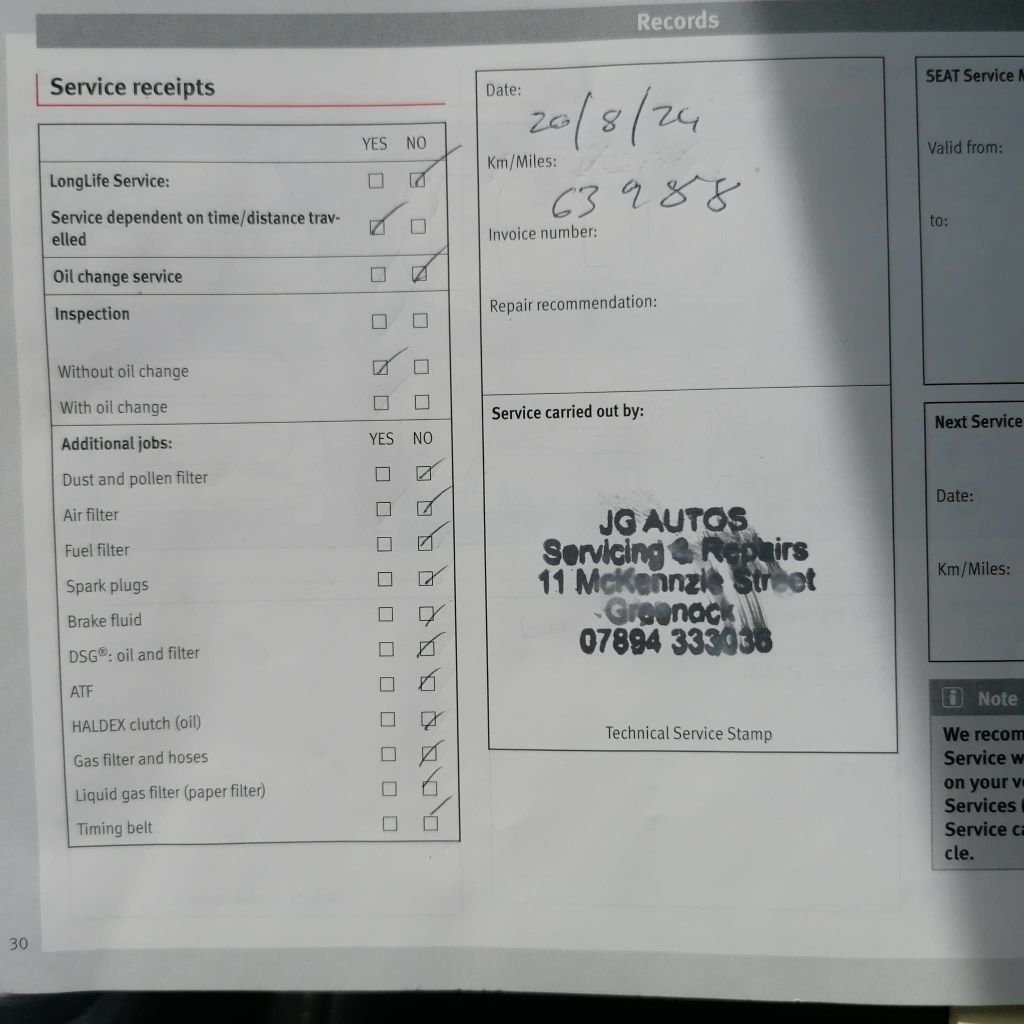 Records
Service receipts
YES NO
LongLife Service:
Service dependent on time/distance trav-
elled
Oil change service
Inspection
Without oil change
With oil change
Additional jobs: YES NO
Dust and pollen filter
Air filter
Fuel filter
Spark plugs
Brake fluid
DSG®: oil and filter
ATF
HALDEX clutch (oil)
Gas filter and hoses
Liquid gas filter (paper filter)
Timing belt
30
Date:
20/8/24
Km/Miles:
63988
Invoice number:
Repair recommendation:
Service carried out by:
JG AUTOS
Servicing & Repairs
11 McKennzie Street
Greenock
07894 333036
Technical Service Stamp
SEAT Service M
Valid from:
to:
Next Service
Date:
Km/Miles:
i Note
We recom
Service w
on your ve
Services (
Service ca
cle.